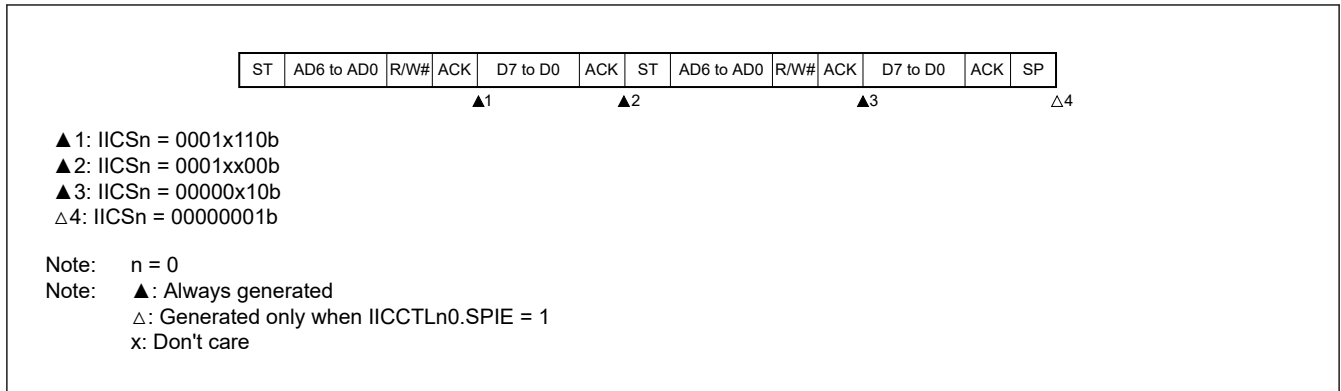 ST AD6 to AD0 R/W# ACK D7 to D0 ACK ST AD6 to AD0 R/W# ACK D7 to D0 ACK SP
▲1 ▲2 ▲3 △4
▲1: IICSn = 0001x110b
▲2: IICSn = 0001xx00b
▲3: IICSn = 00000x10b
△4: IICSn = 00000001b
Note: n = 0
Note: ▲: Always generated
△: Generated only when IICCTLn0.SPIE = 1
x: Don't care